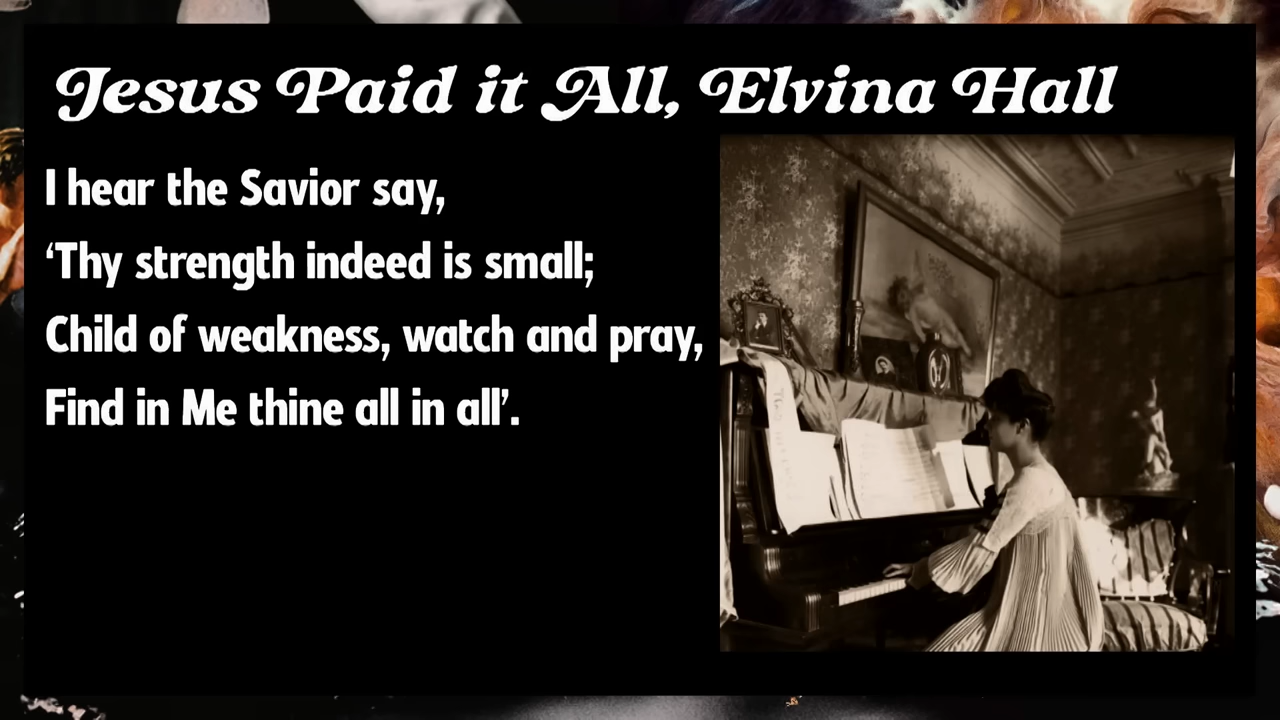 Jesus Paid it All, Elvina Hall
I hear the Savior say,
‘Thy strength indeed is small;
Child of weakness, watch and pray,
Find in Me thine all in all’.